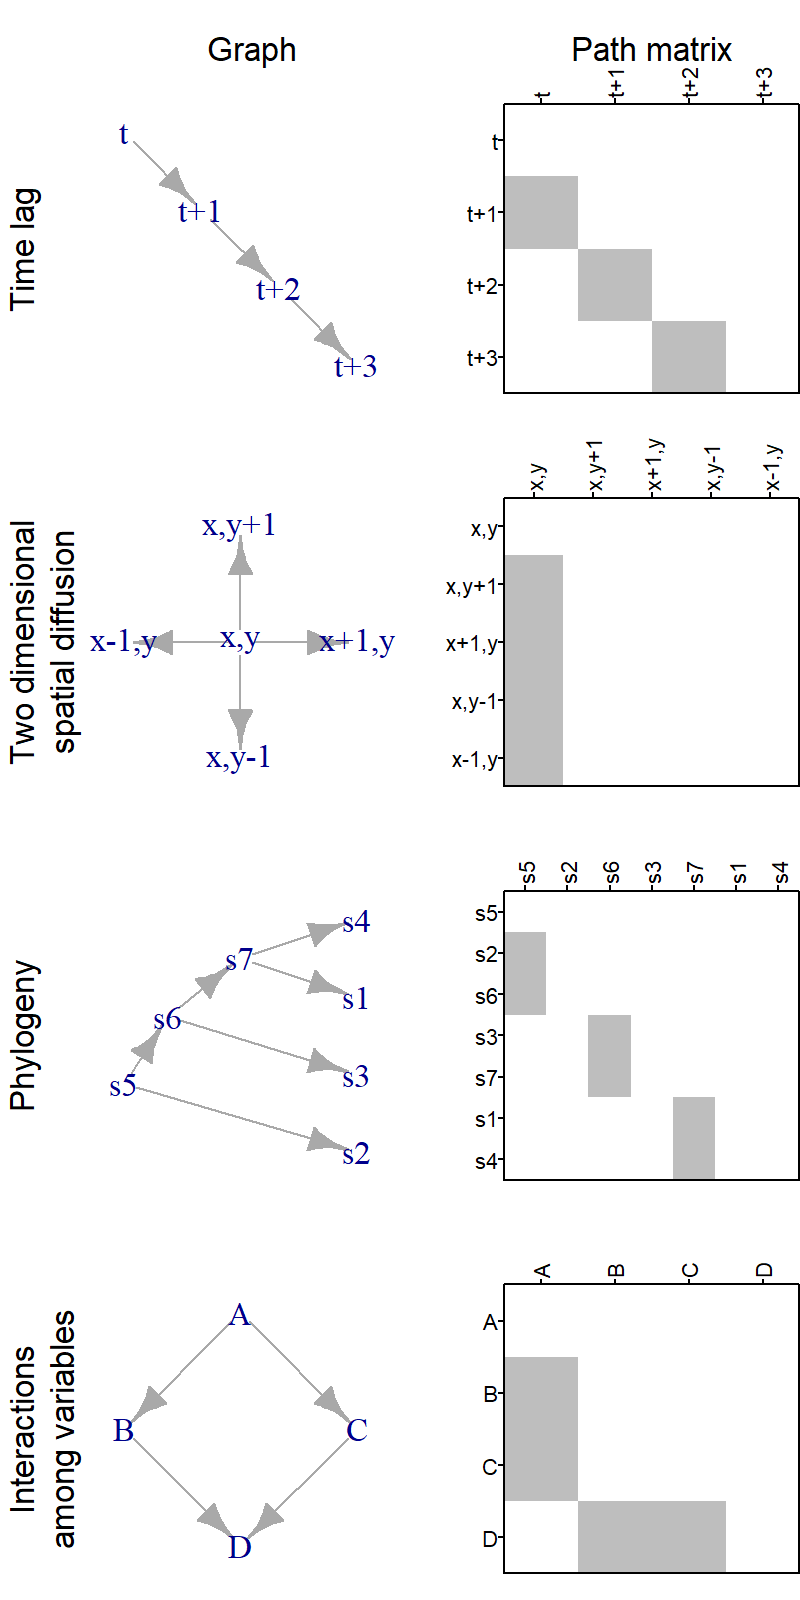 Graph
Path matrix
Time lag
t
t+1
t+2
t+3
t
t+1
t+2
t+3
t
t+1
t+2
t+3
Two dimensional
spatial diffusion
x,y+1
x-1,y
x,y
x+1,y
x,y-1
x,y
x,y+1
x+1,y
x,y-1
x-1,y
x,y
x,y+1
x+1,y
x,y-1
x-1,y
Phylogeny
s4
s7
s1
s6
s3
s5
s2
s5
s2
s6
s3
s7
s1
s4
s5
s2
s6
s3
s7
s1
s4
Interactions
among variables
A
B
C
D
A
B
C
D
A
B
C
D